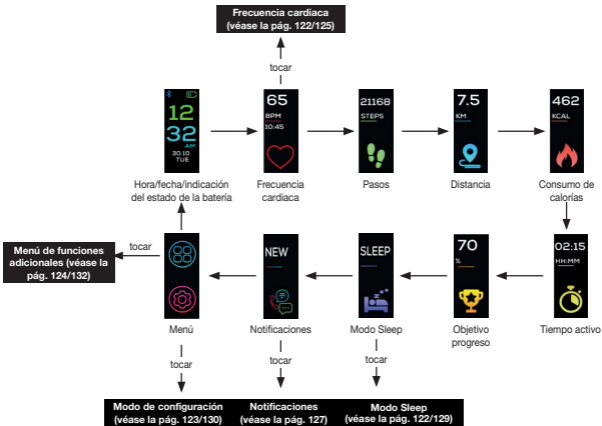 Frecuencia cardiaca
(véase la pág. 122/125)
tocar
12
32
AM
30.10.
TUE
65
BPM
10:45
21168
STEPS
7.5
KM
462
KCAL
Hora/fecha/indicación
del estado de la batería
Frecuencia
cardiaca
Pasos
Distancia
Consumo de
calorías
Menú de funciones
adicionales (véase la
pág. 124/132)
tocar
NEW
SLEEP
70
%
02:15
HH:MM
Menú
Notificaciones
Modo Sleep
Objetivo
progreso
Tiempo activo
tocar
tocar
tocar
Modo de configuración
(véase la pág. 123/130)
Notificaciones
(véase la pág. 127)
Modo Sleep
(véase la pág. 122/129)